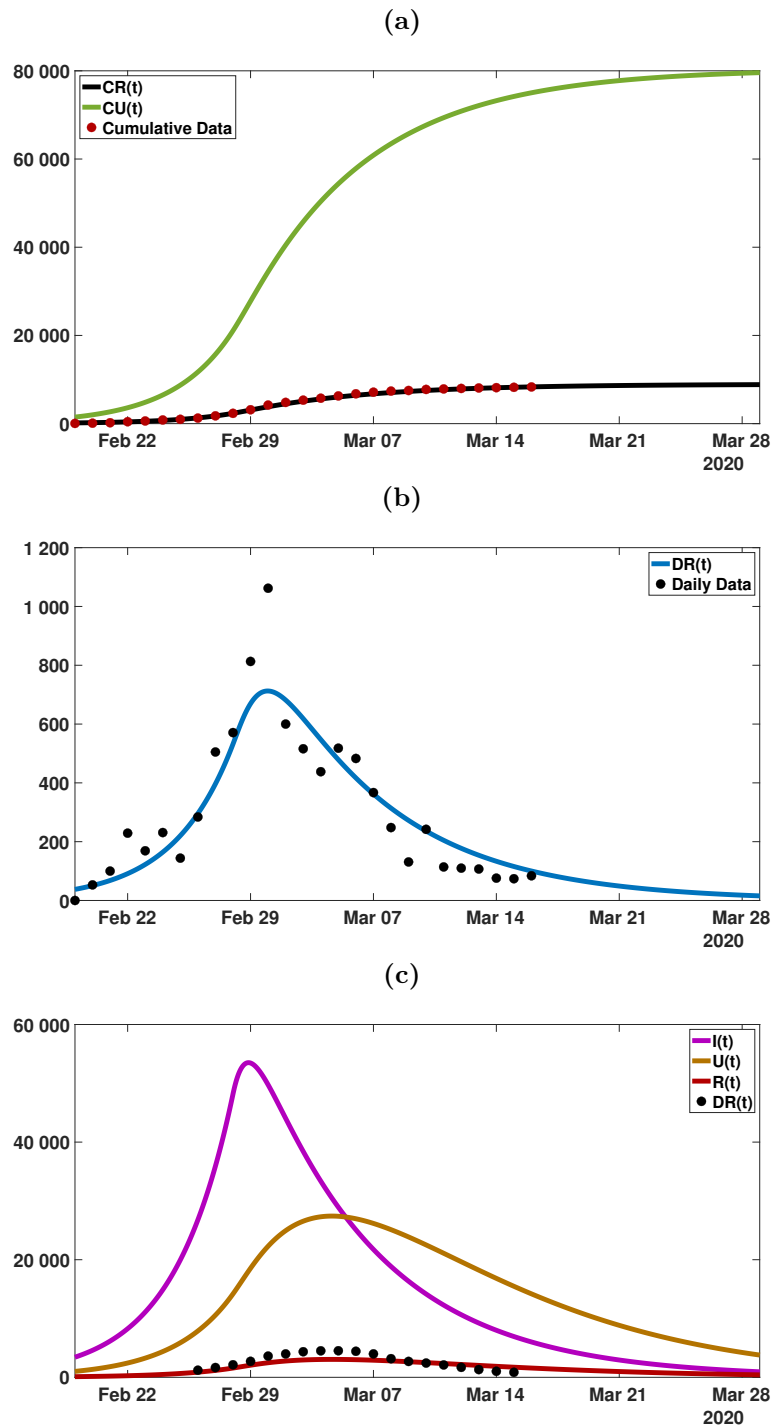 (a)
80 000
60 000
40 000
20 000
0
CR(t)
CU(t)
Cumulative Data
Feb 22 Feb 29 Mar 07 Mar 14 Mar 21 Mar 28
2020
(b)
1 200
1 000
800
600
400
200
0
DR(t)
Daily Data
Feb 22 Feb 29 Mar 07 Mar 14 Mar 21 Mar 28
2020
(c)
60 000
40 000
20 000
0
I(t)
U(t)
R(t)
DR(t)
Feb 22 Feb 29 Mar 07 Mar 14 Mar 21 Mar 28
2020